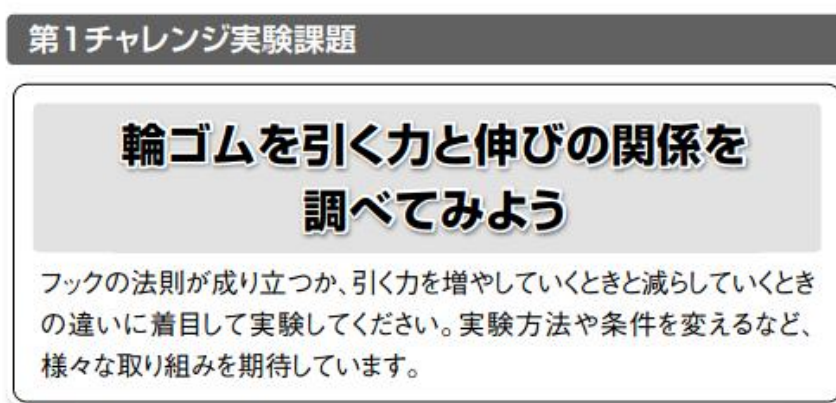 第1チャレンジ実験課題
輪ゴムを引く力と伸びの関係を
調べてみよう
フックの法則が成り立つか、引く力を増やしていくときと減らしていくとき
の違いに着目して実験してください。実験方法や条件を変えるなど、
様々な取り組みを期待しています。